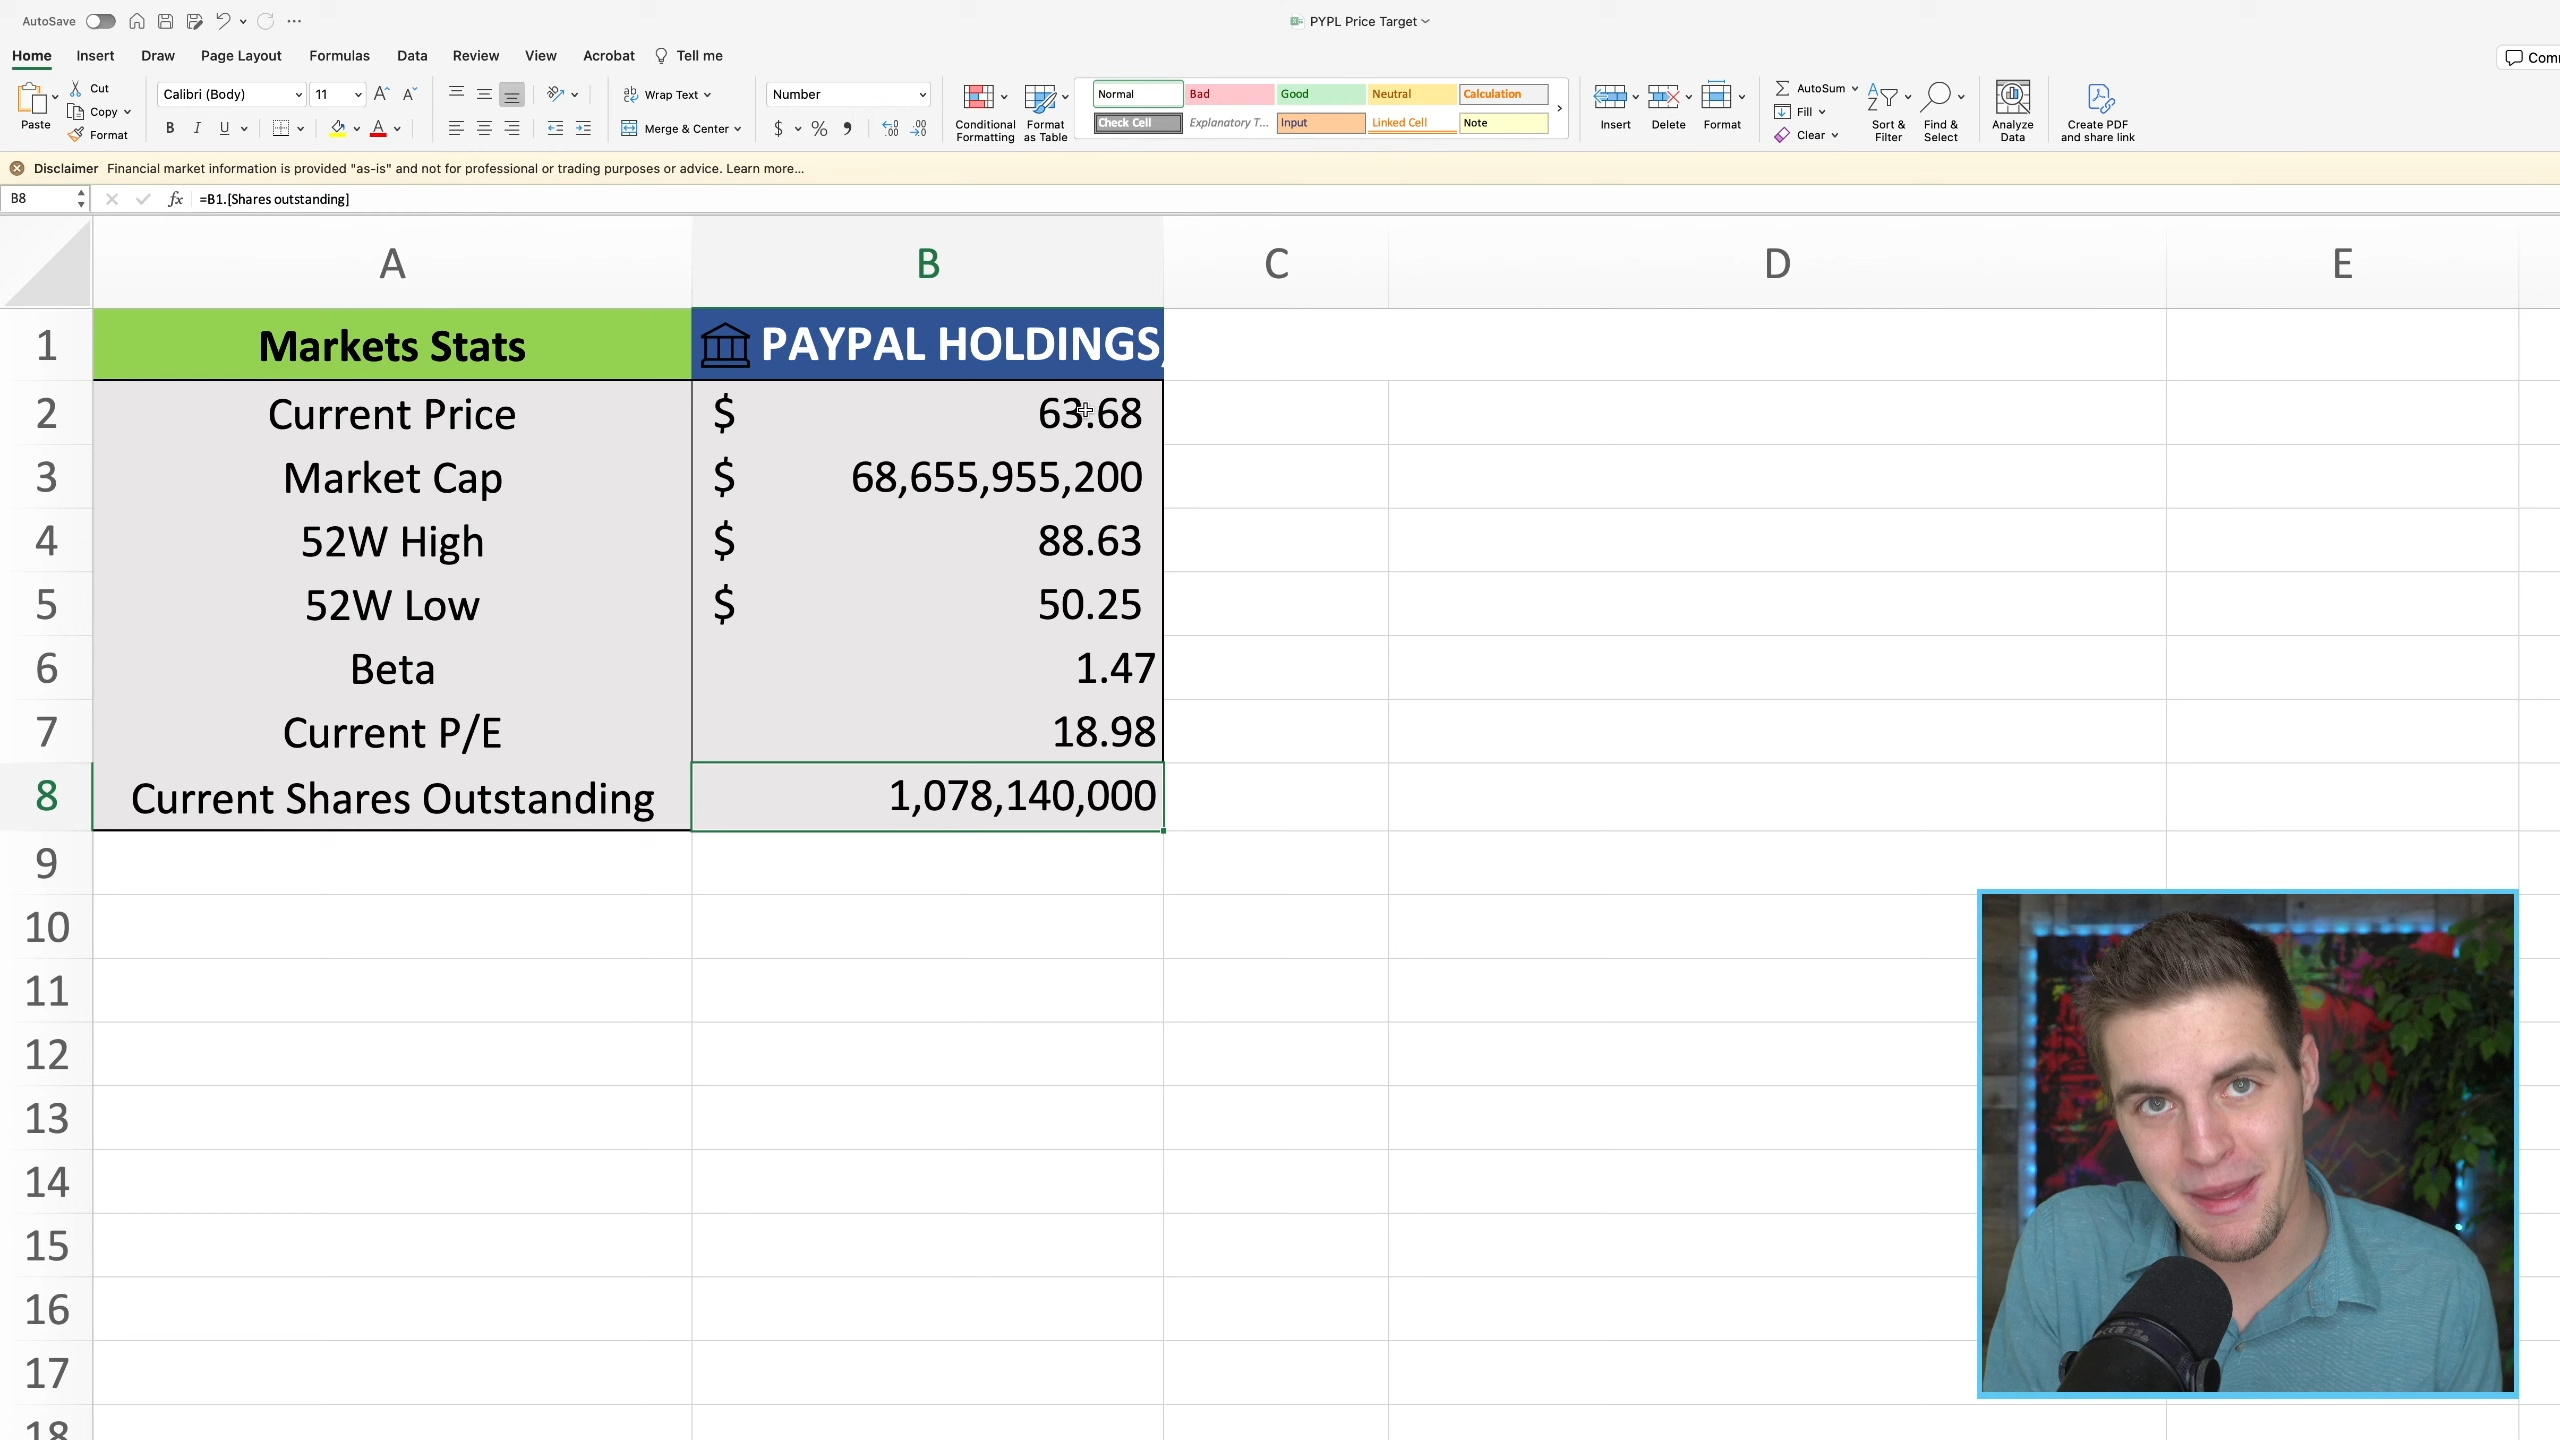 AutoSave
PYPL Price Target
Home Insert Draw Page Layout Formulas Data Review View Acrobat Tell me
Paste
Cut
Copy
Format
Calibri (Body) 11
B I U
Wrap Text
Merge & Center
Number
$ %
Conditional Formatting
Format as Table
Normal Bad Good Neutral Calculation
Check Cell Explanatory T... Input Linked Cell Note
Insert Delete Format
AutoSum
Fill
Clear
Sort & Filter
Find & Select
Analyze Data
Create PDF and share link
Disclaimer Financial market information is provided "as-is" and not for professional or trading purposes or advice. Learn more...
B8 fx =B1.[Shares outstanding]
A B C D E
1 Markets Stats PAYPAL HOLDINGS,
2 Current Price $ 63.68
3 Market Cap $ 68,655,955,200
4 52W High $ 88.63
5 52W Low $ 50.25
6 Beta 1.47
7 Current P/E 18.98
8 Current Shares Outstanding 1,078,140,000
9
10
11
12
13
14
15
16
17
18